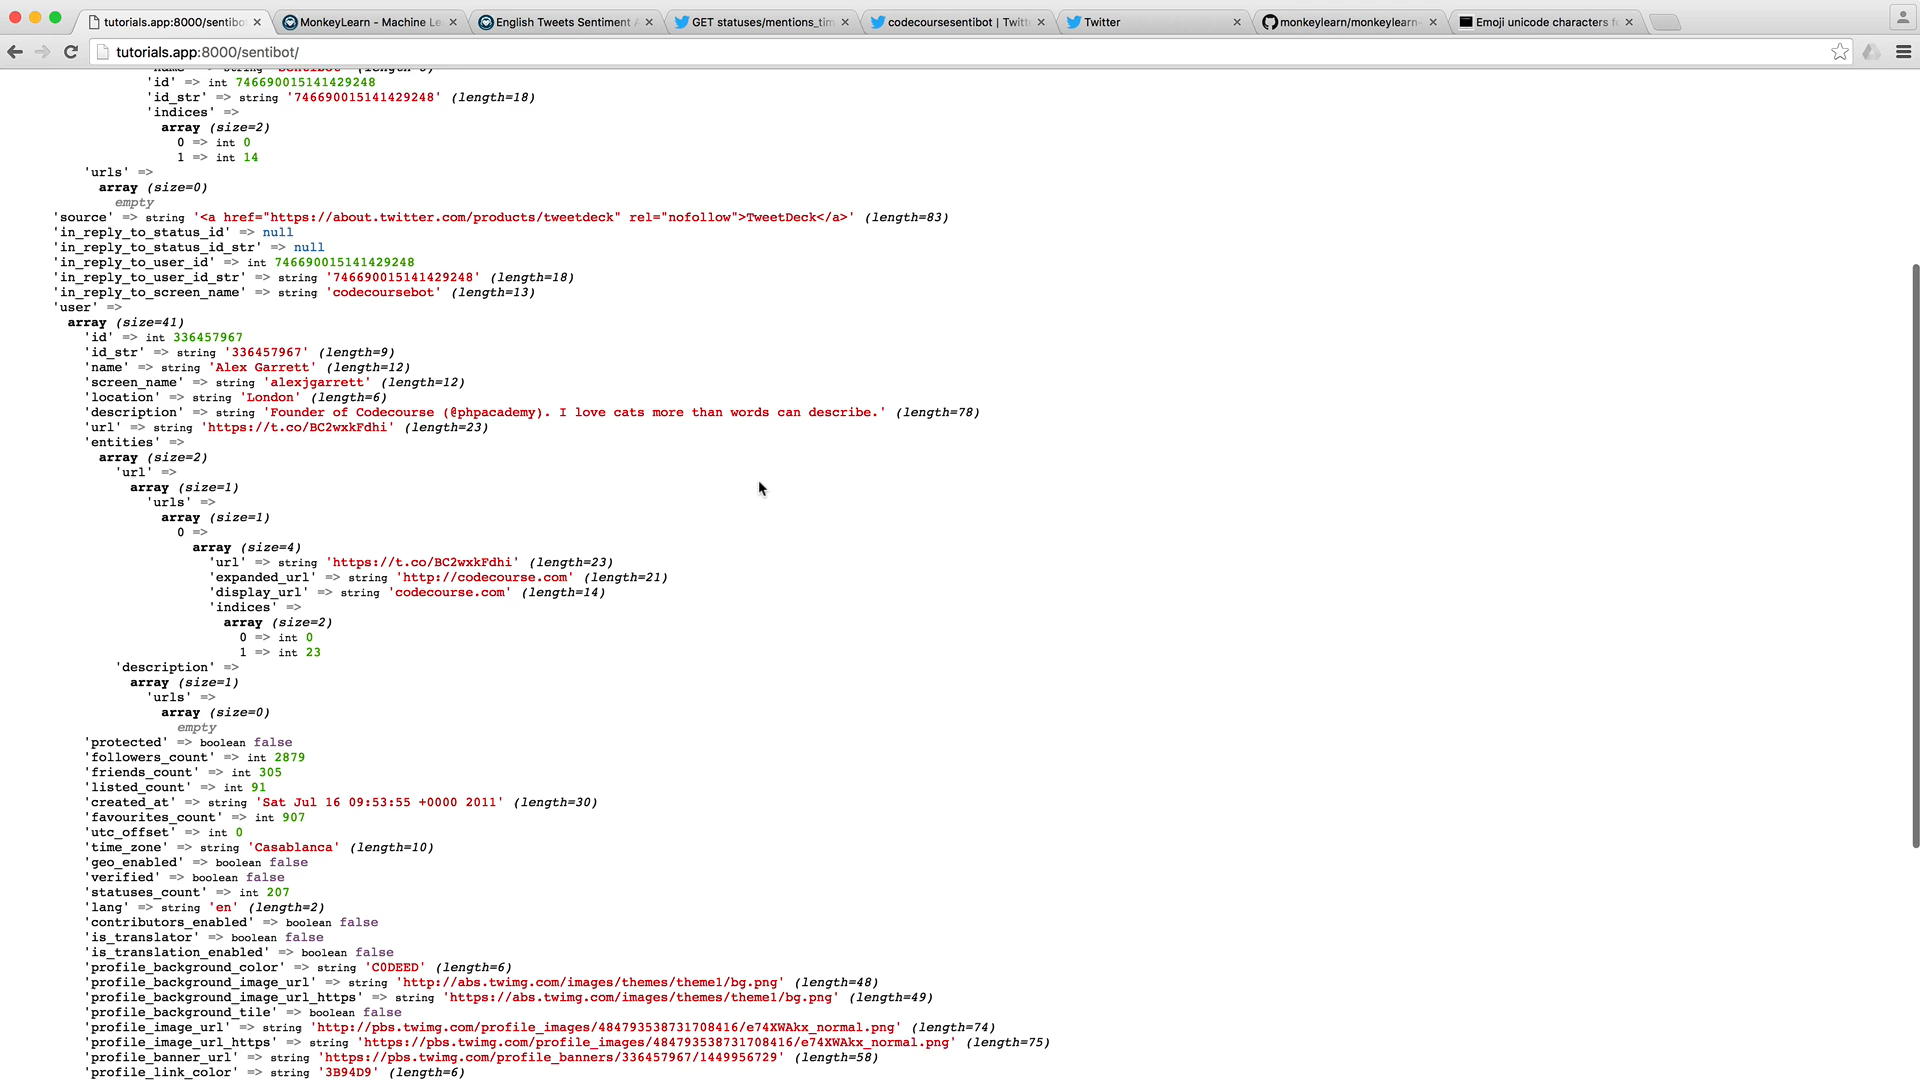 tutorials.app:8000/sentibo
MonkeyLearn - Machine Le
English Tweets Sentiment A
GET statuses/mentions_tim
codecoursesentibot | Twitt
Twitter
monkeylearn/monkeylearn-
Emoji unicode characters f
tutorials.app:8000/sentibot/
'id' => int 746690015141429248
'id_str' => string '746690015141429248' (length=18)
'indices' =>
array (size=2)
0 => int 0
1 => int 14
'urls' =>
array (size=0)
empty
'source' => string '<a href="https://about.twitter.com/products/tweetdeck" rel="nofollow">TweetDeck</a>' (length=83)
'in_reply_to_status_id' => null
'in_reply_to_status_id_str' => null
'in_reply_to_user_id' => int 746690015141429248
'in_reply_to_user_id_str' => string '746690015141429248' (length=18)
'in_reply_to_screen_name' => string 'codecoursebot' (length=13)
'user' =>
array (size=41)
'id' => int 336457967
'id_str' => string '336457967' (length=9)
'name' => string 'Alex Garrett' (length=12)
'screen_name' => string 'alexjgarrett' (length=12)
'location' => string 'London' (length=6)
'description' => string 'Founder of Codecourse (@phpacademy). I love cats more than words can describe.' (length=78)
'url' => string 'https://t.co/BC2wxkFdhi' (length=23)
'entities' =>
array (size=2)
'url' =>
array (size=1)
'urls' =>
array (size=1)
0 =>
array (size=4)
'url' => string 'https://t.co/BC2wxkFdhi' (length=23)
'expanded_url' => string 'http://codecourse.com' (length=21)
'display_url' => string 'codecourse.com' (length=14)
'indices' =>
array (size=2)
0 => int 0
1 => int 23
'description' =>
array (size=1)
'urls' =>
array (size=0)
empty
'protected' => boolean false
'followers_count' => int 2879
'friends_count' => int 305
'listed_count' => int 91
'created_at' => string 'Sat Jul 16 09:53:55 +0000 2011' (length=30)
'favourites_count' => int 907
'utc_offset' => int 0
'time_zone' => string 'Casablanca' (length=10)
'geo_enabled' => boolean false
'verified' => boolean false
'statuses_count' => int 207
'lang' => string 'en' (length=2)
'contributors_enabled' => boolean false
'is_translator' => boolean false
'is_translation_enabled' => boolean false
'profile_background_color' => string 'C0DEED' (length=6)
'profile_background_image_url' => string 'http://abs.twimg.com/images/themes/theme1/bg.png' (length=48)
'profile_background_image_url_https' => string 'https://abs.twimg.com/images/themes/theme1/bg.png' (length=49)
'profile_background_tile' => boolean false
'profile_image_url' => string 'http://pbs.twimg.com/profile_images/484793538731708416/e74XWAkx_normal.png' (length=74)
'profile_image_url_https' => string 'https://pbs.twimg.com/profile_images/484793538731708416/e74XWAkx_normal.png' (length=75)
'profile_banner_url' => string 'https://pbs.twimg.com/profile_banners/336457967/1449956729' (length=58)
'profile_link_color' => string '3B94D9' (length=6)